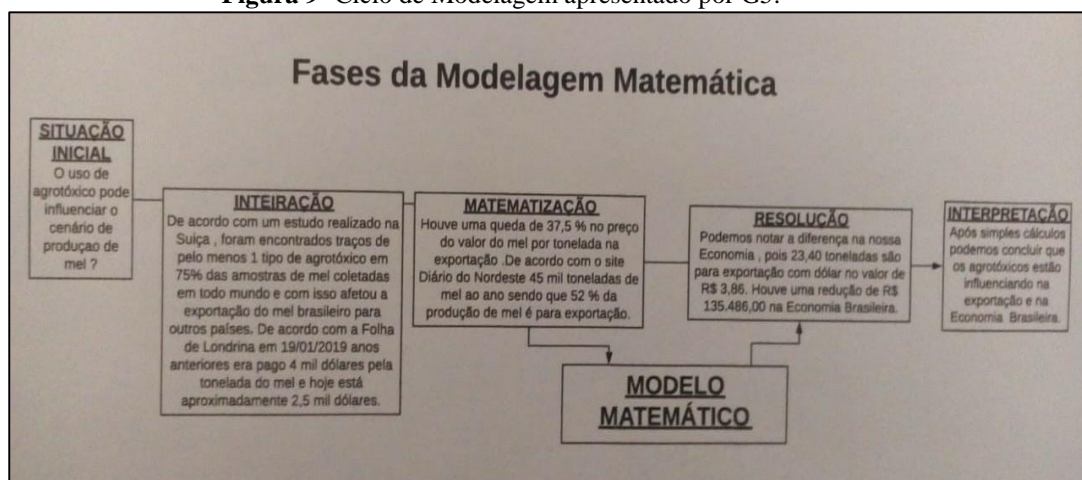 Figura 9- Ciclo de Modelagem apresentado por G3.
Fases da Modelagem Matemática
SITUAÇÃO
INICIAL
O uso de
agrotóxico pode
influenciar o
cenário de
produçao de
mel ?
INTEIRAÇÃO
De acordo com um estudo realizado na
Suiça , foram encontrados traços de
pelo menos 1 tipo de agrotóxico em
75% das amostras de mel coletadas
em todo mundo e com isso afetou a
exportação do mel brasileiro para
outros países. De acordo com a Folha
de Londrina em 19/01/2019 anos
anteriores era pago 4 mil dólares pela
tonelada do mel e hoje está
aproximadamente 2,5 mil dólares.
MATEMATIZAÇÃO
Houve uma queda de 37,5 % no preço
do valor do mel por tonelada na
exportação .De acordo com o site
Diário do Nordeste 45 mil toneladas de
mel ao ano sendo que 52 % da
produção de mel é para exportação.
MODELO
MATEMÁTICO
RESOLUÇÃO
Podemos notar a diferença na nossa
Economia , pois 23,40 toneladas são
para exportação com dólar no valor de
R$ 3,86. Houve uma redução de R$
135.486,00 na Economia Brasileira.
INTERPRETAÇÃO
Após simples cálculos
podemos concluir que
os agrotóxicos estão
influenciando na
exportação e na
Economia Brasileira.